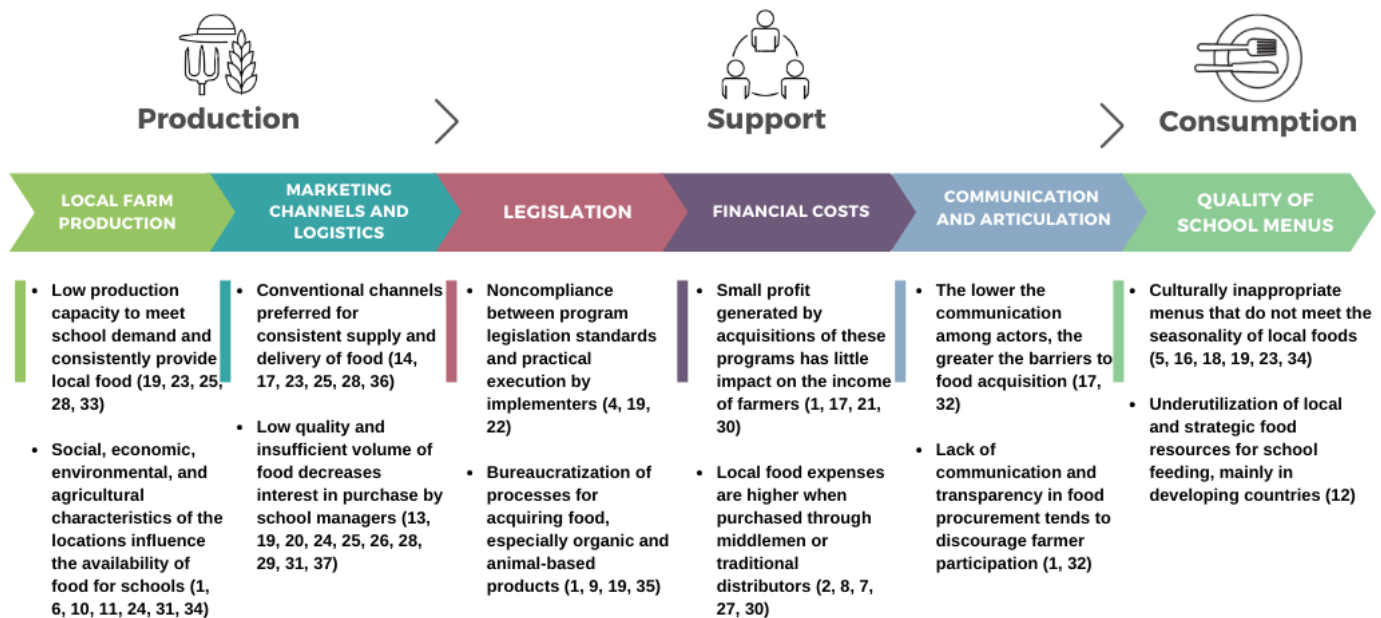 Production
Support
Consumption
LOCAL FARM
PRODUCTION
MARKETING
CHANNELS AND
LOGISTICS
LEGISLATION
FINANCIAL COSTS
COMMUNICATION
AND ARTICULATION
QUALITY OF
SCHOOL MENUS
• Low production
capacity to meet
school demand and
consistently provide
local food (19, 23, 25,
28, 33)
• Social, economic,
environmental, and
agricultural
characteristics of the
locations influence
the availability of
food for schools (1,
6, 10, 11, 24, 31, 34)
• Conventional channels
preferred for
consistent supply and
delivery of food (14,
17, 23, 25, 28, 36)
• Low quality and
insufficient volume of
food decreases
interest in purchase by
school managers (13,
19, 20, 24, 25, 26, 28,
29, 31, 37)
• Noncompliance
between program
legislation standards
and practical
execution by
implementers (4, 19,
22)
• Bureaucratization of
processes for
acquiring food,
especially organic and
animal-based
products (1, 9, 19, 35)
• Small profit
generated by
acquisitions of these
programs has little
impact on the income
of farmers (1, 17, 21,
30)
• Local food expenses
are higher when
purchased through
middlemen or
traditional
distributors (2, 8, 7,
27, 30)
• The lower the
communication
among actors, the
greater the barriers to
food acquisition (17,
32)
• Lack of
communication and
transparency in food
procurement tends to
discourage farmer
participation (1, 32)
• Culturally inappropriate
menus that do not meet the
seasonality of local foods
(5, 16, 18, 19, 23, 34)
• Underutilization of local
and strategic food
resources for school
feeding, mainly in
developing countries (12)